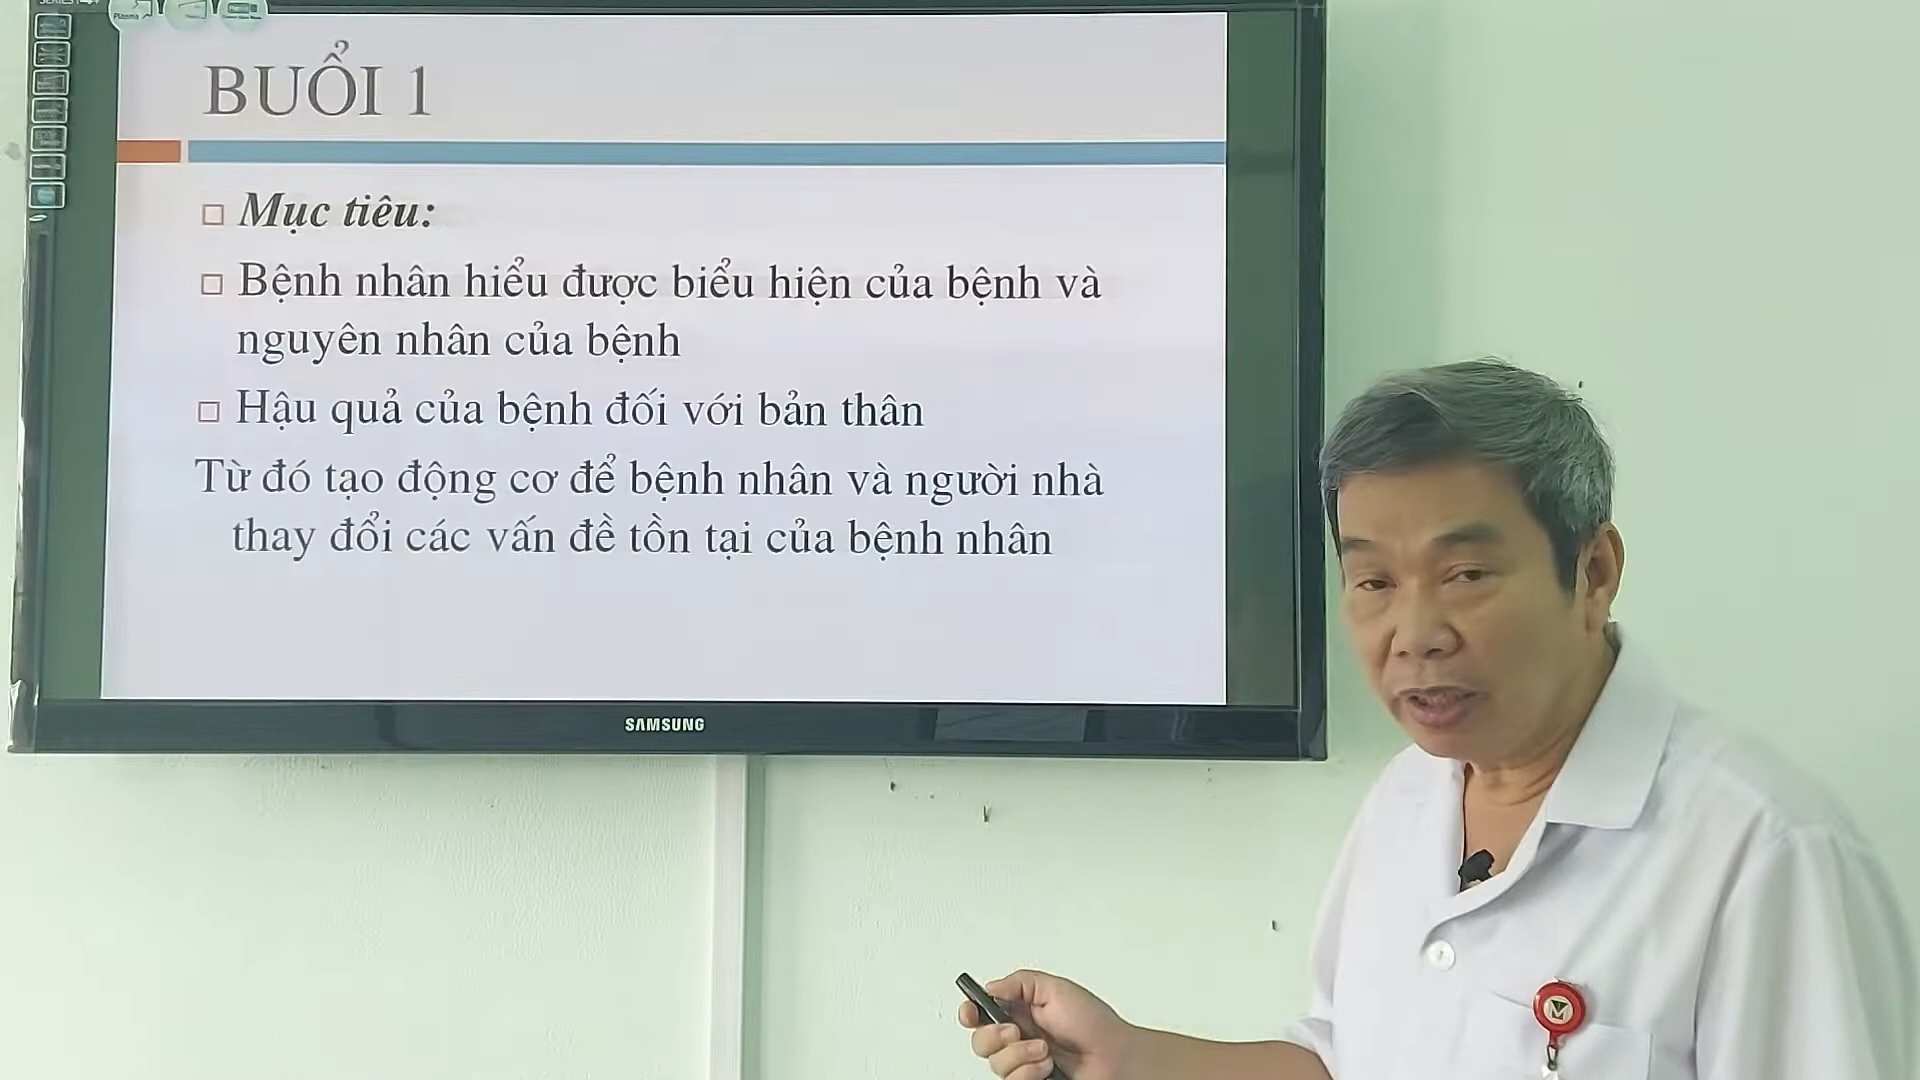 BUỔI 1
Mục tiêu:
Bệnh nhân hiểu được biểu hiện của bệnh và
nguyên nhân của bệnh
Hậu quả của bệnh đối với bản thân
Từ đó tạo động cơ để bệnh nhân và người nhà
thay đổi các vấn đề tồn tại của bệnh nhân
SAMSUNG